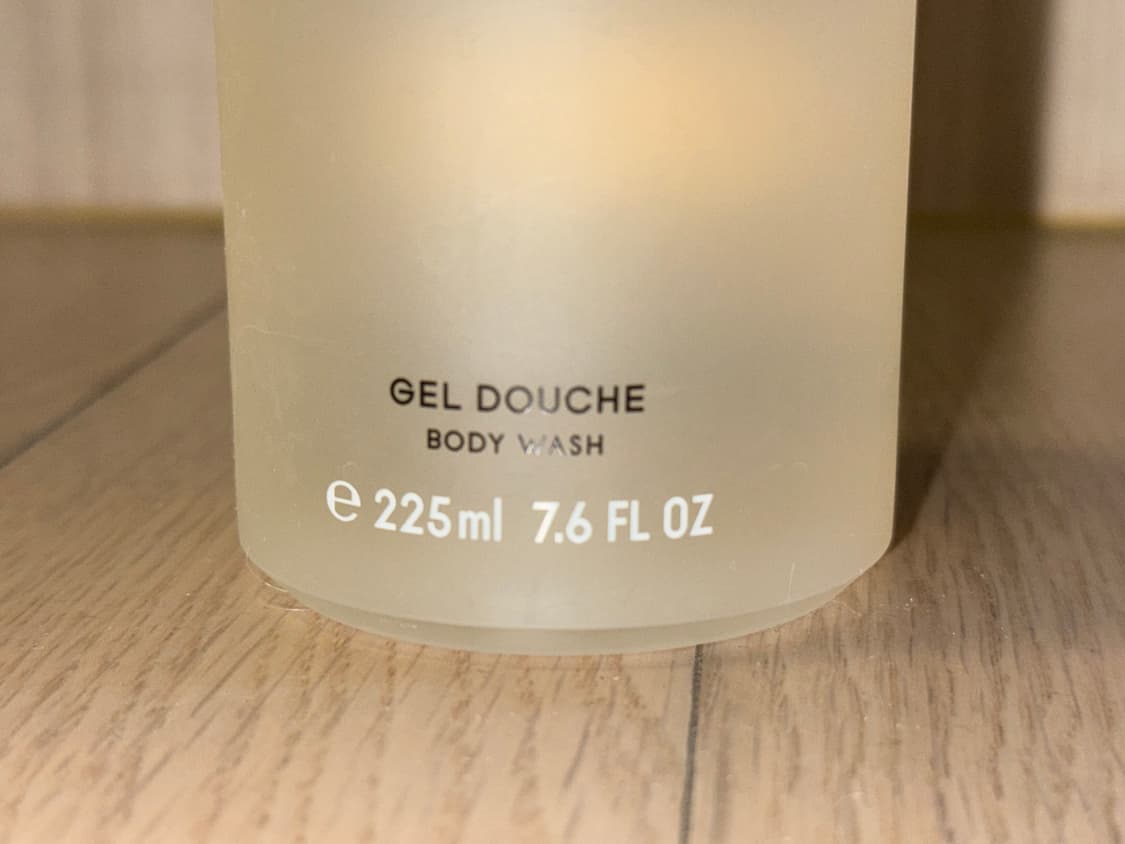 GEL DOUCHE
BODY WASH
℮ 225ml 7.6 FL OZ